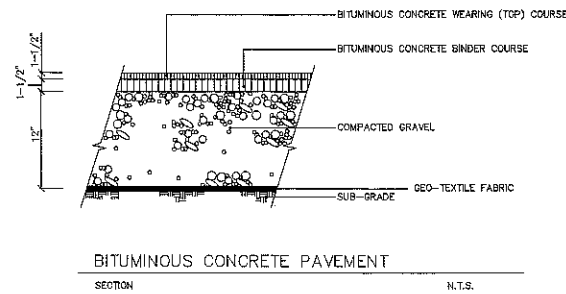 BITUMINOUS CONCRETE WEARING (TOP) COURSE
1-1/2"
BITUMINOUS CONCRETE BINDER COURSE
1-1/2"
COMPACTED GRAVEL
12"
GEO-TEXTILE FABRIC
SUB-GRADE
BITUMINOUS CONCRETE PAVEMENT
SECTION N.T.S.